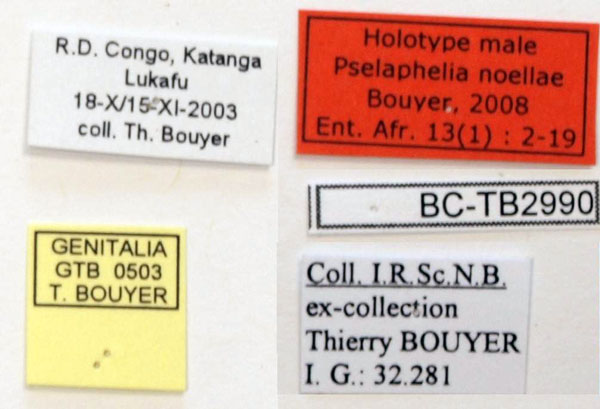 R.D. Congo, Katanga
Lukafu
18-X/15-XI-2003
coll. Th. Bouyer
Holotype male
Pselaphelia noellae
Bouyer, 2008
Ent. Afr. 13(1) : 2-19
BC-TB2990
GENITALIA
GTB 0503
T. BOUYER
Coll. I.R.Sc.N.B.
ex-collection
Thierry BOUYER
I. G.: 32.281